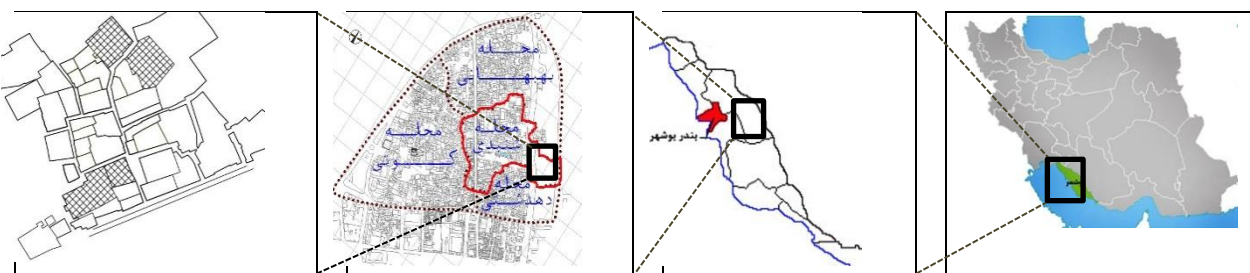 محله
بهبهانی
محله
شنبدی
محله
کوتی
محله
دهدشتی
بندر بوشهر